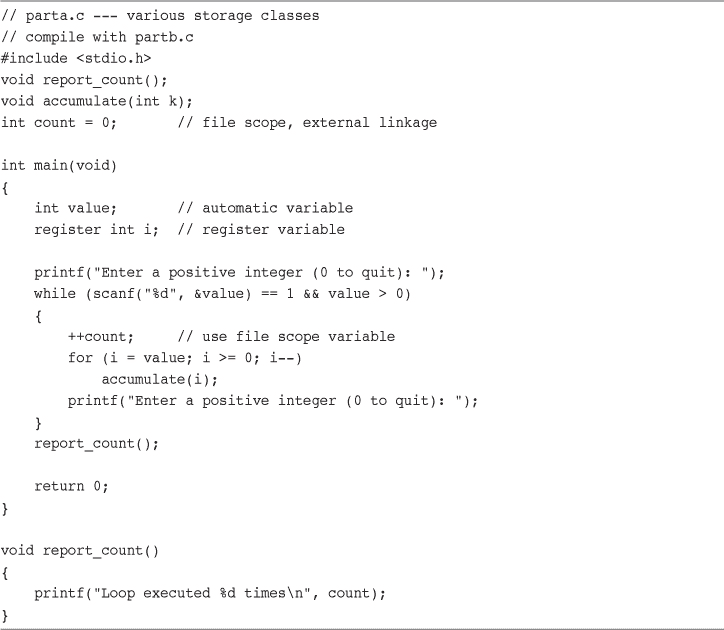 // parta.c --- various storage classes
// compile with partb.c
#include <stdio.h>
void report_count();
void accumulate(int k);
int count = 0;       // file scope, external linkage

int main(void)
{
    int value;       // automatic variable
    register int i;  // register variable

    printf("Enter a positive integer (0 to quit): ");
    while (scanf("%d", &value) == 1 && value > 0)
    {
        ++count;     // use file scope variable
        for (i = value; i >= 0; i--)
            accumulate(i);
        printf("Enter a positive integer (0 to quit): ");
    }
    report_count();

    return 0;
}

void report_count()
{
    printf("Loop executed %d times\n", count);
}